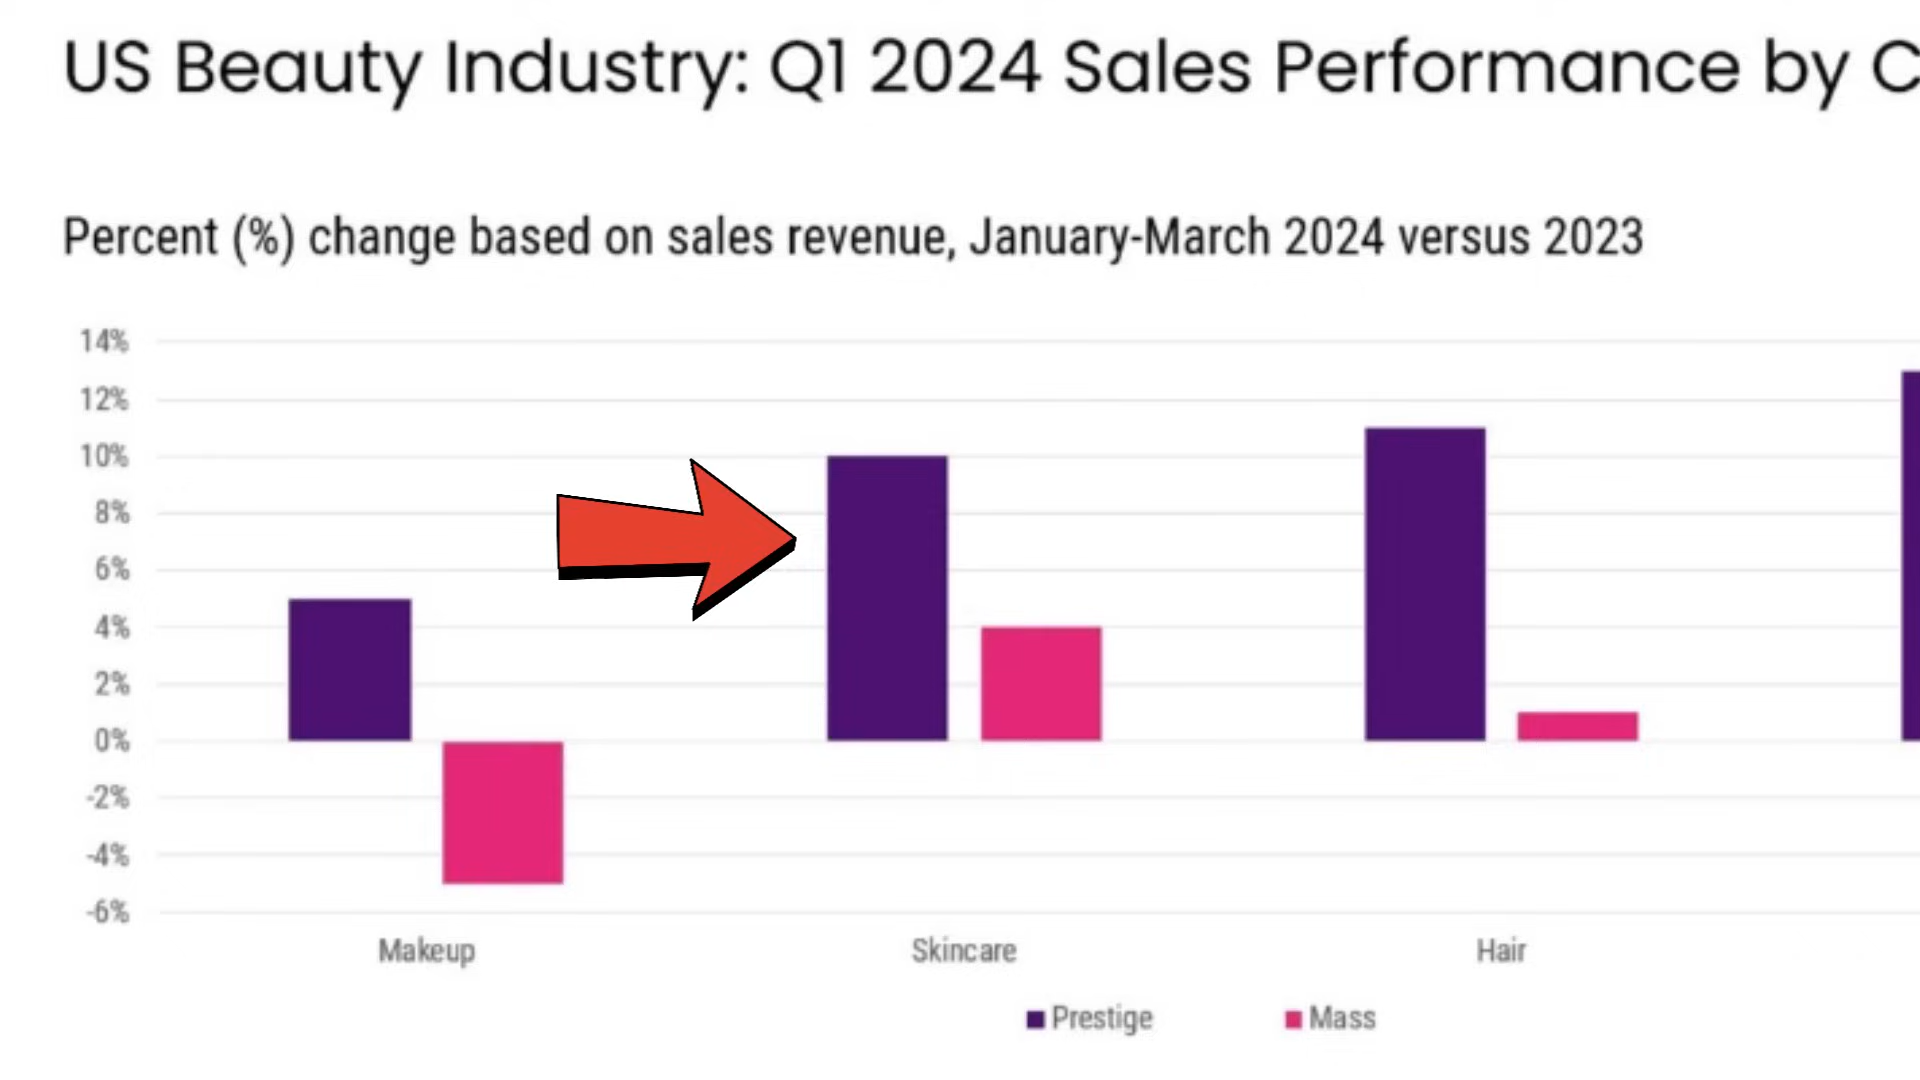 US Beauty Industry: Q1 2024 Sales Performance by C
Percent (%) change based on sales revenue, January-March 2024 versus 2023
14%
12%
10%
8%
6%
4%
2%
0%
-2%
-4%
-6%
Makeup Skincare Hair
Prestige Mass